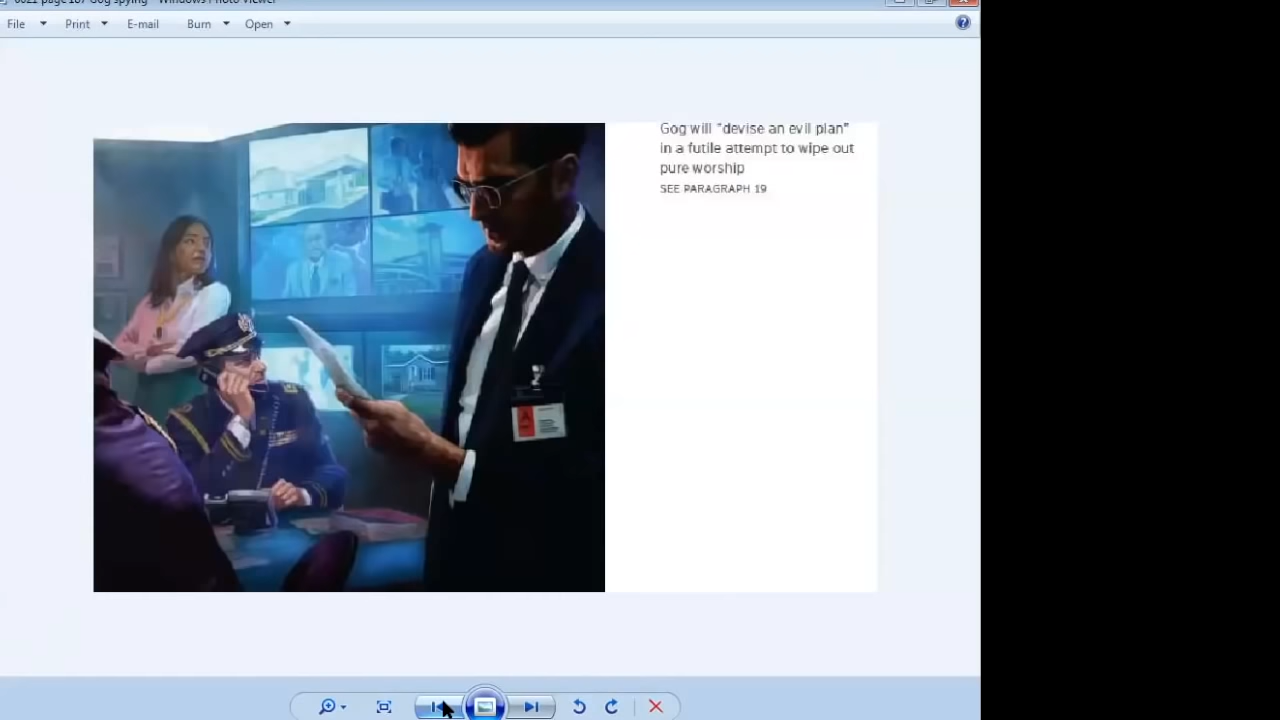 File Print E-mail Burn Open
Gog will "devise an evil plan"
in a futile attempt to wipe out
pure worship
SEE PARAGRAPH 19
A